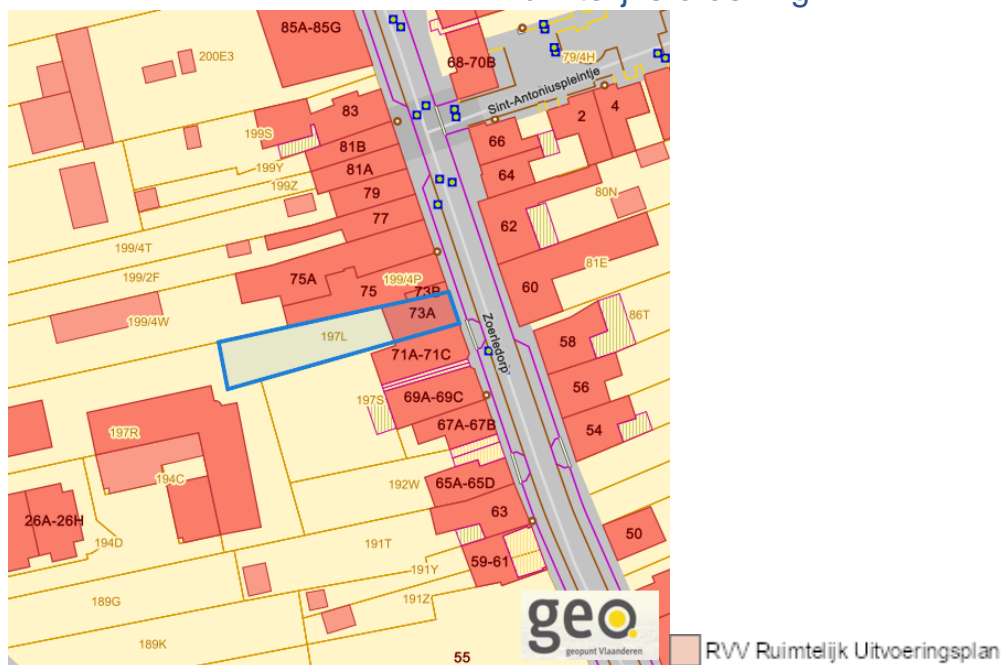 85A-85G
200E3
68-70B
79/4H
Sint-Antoniuspleintje
83
2
4
199S
81B
66
199Y
81A
64
199Z
79
80N
77
62
199/4T
81E
199/2F
75A
199/4P
75
73B
60
199/4W
73A
86T
197L
Zoerledorp
58
71A-71C
56
197S
69A-69C
67A-67B
54
197R
194C
192W
65A-65D
63
26A-26H
50
194D
191T
59-61
191Y
189G
191Z
geo
geopunt Vlaanderen
189K
55
RVV Ruimtelijk Uitvoeringsplan